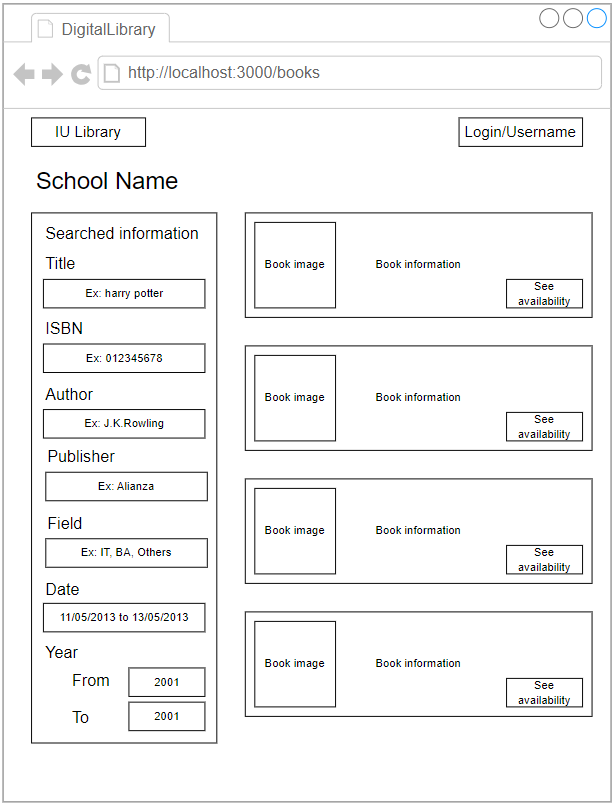 DigitalLibrary
http://localhost:3000/books
IU Library
Login/Username
School Name
Searched information
Title
Ex: harry potter
ISBN
Ex: 012345678
Author
Ex: J.K.Rowling
Publisher
Ex: Alianza
Field
Ex: IT, BA, Others
Date
11/05/2013 to 13/05/2013
Year
From
2001
To
2001
Book image
Book information
See
availability
Book image
Book information
See
availability
Book image
Book information
See
availability
Book image
Book information
See
availability